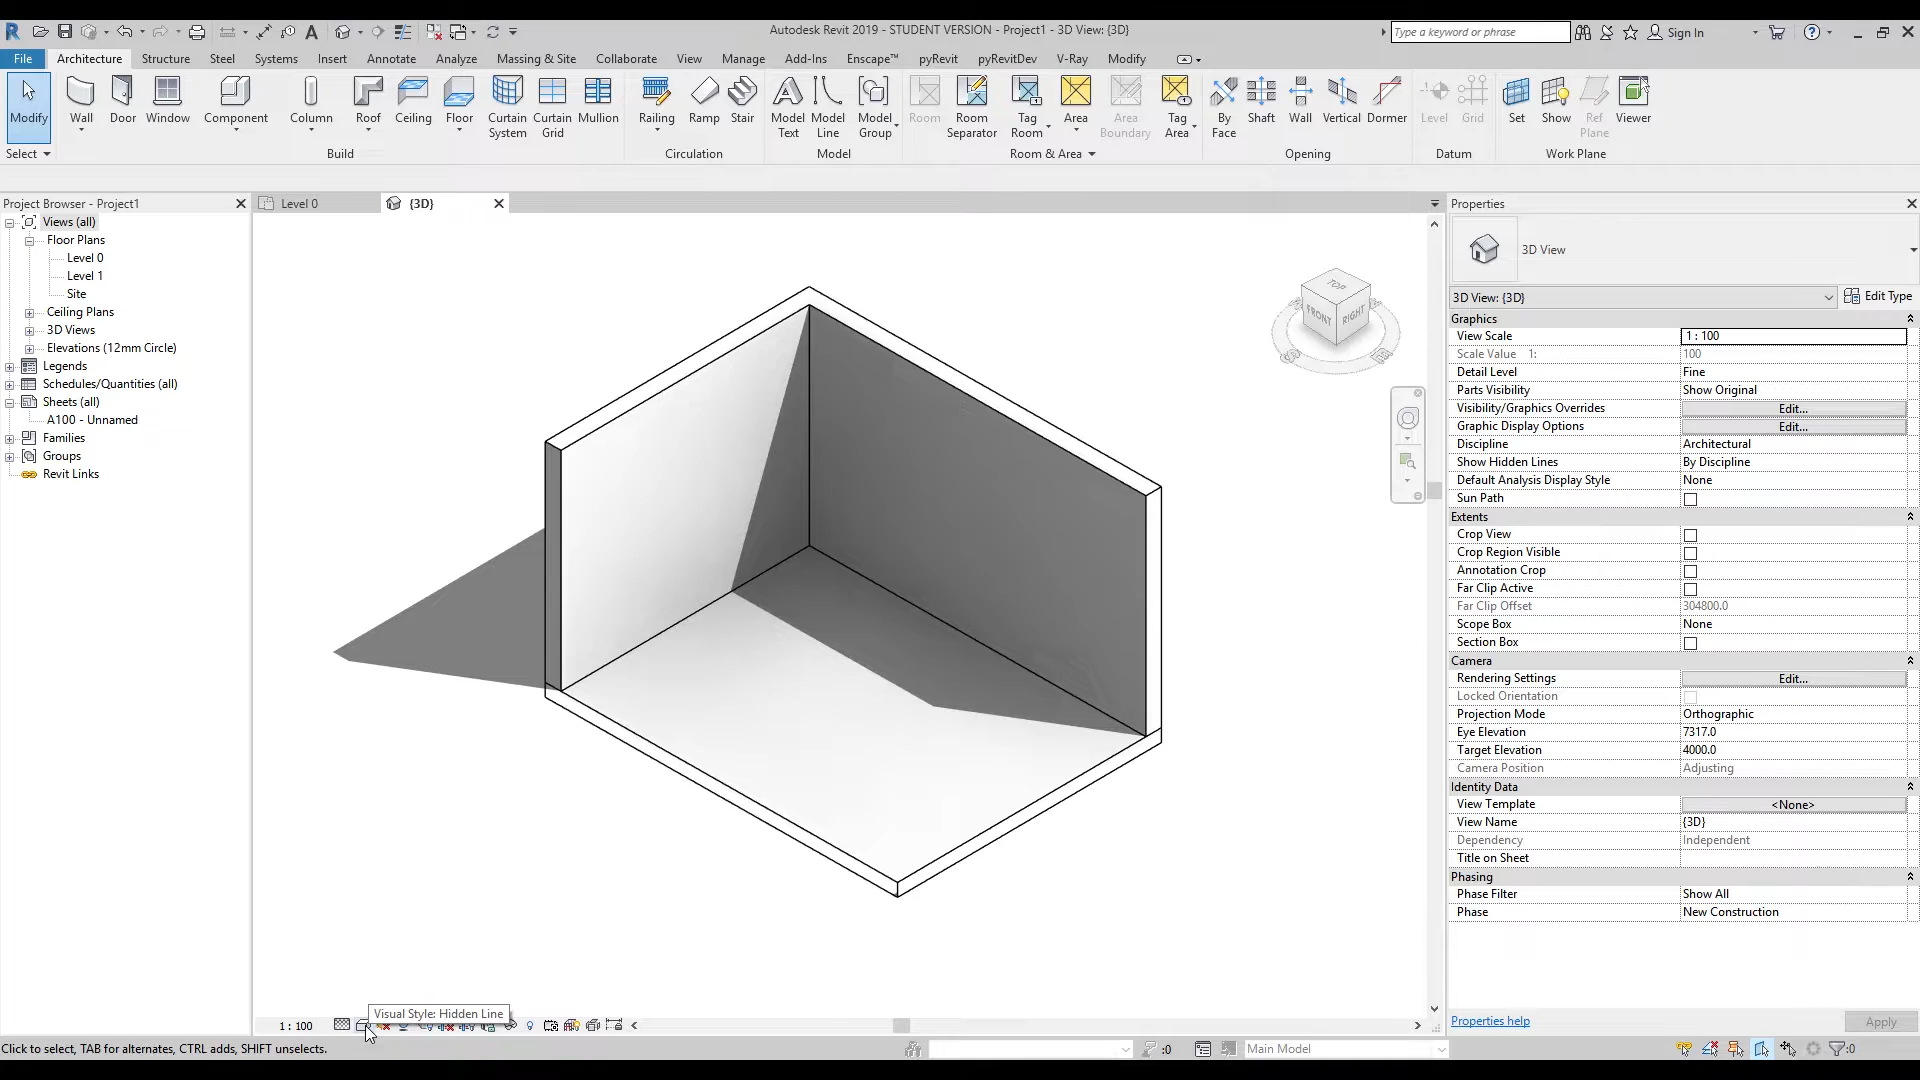 Autodesk Revit 2019 - STUDENT VERSION - Project1 - 3D View: {3D}
Type a keyword or phrase
Sign In
File Architecture Structure Steel Systems Insert Annotate Analyze Massing & Site Collaborate View Manage Add-Ins Enscape™ pyRevit pyRevitDev V-Ray Modify
Modify Wall Door Window Component Column Roof Ceiling Floor Curtain System Curtain Grid Mullion Railing Ramp Stair Model Text Model Line Model Group Room Room Separator Tag Room Area Area Boundary Tag Area By Face Shaft Wall Vertical Dormer Level Grid Set Show Ref Plane Viewer
Select Build Circulation Model Room & Area Opening Datum Work Plane
Project Browser - Project1
Views (all)
Floor Plans
Level 0
Level 1
Site
Ceiling Plans
3D Views
Elevations (12mm Circle)
Legends
Schedules/Quantities (all)
Sheets (all)
A100 - Unnamed
Families
Groups
Revit Links
Level 0
{3D}
TOP
FRONT
RIGHT
Properties
3D View
3D View: {3D}
Edit Type
Graphics
View Scale 1 : 100
Scale Value 1: 100
Detail Level Fine
Parts Visibility Show Original
Visibility/Graphics Overrides Edit...
Graphic Display Options Edit...
Discipline Architectural
Show Hidden Lines By Discipline
Default Analysis Display Style None
Sun Path
Extents
Crop View
Crop Region Visible
Annotation Crop
Far Clip Active
Far Clip Offset 304800.0
Scope Box None
Section Box
Camera
Rendering Settings Edit...
Locked Orientation
Projection Mode Orthographic
Eye Elevation 7317.0
Target Elevation 4000.0
Camera Position Adjusting
Identity Data
View Template <None>
View Name {3D}
Dependency Independent
Title on Sheet
Phasing
Phase Filter Show All
Phase New Construction
Properties help
Apply
Visual Style: Hidden Line
1 : 100
Click to select, TAB for alternates, CTRL adds, SHIFT unselects.
:0
Main Model
:0